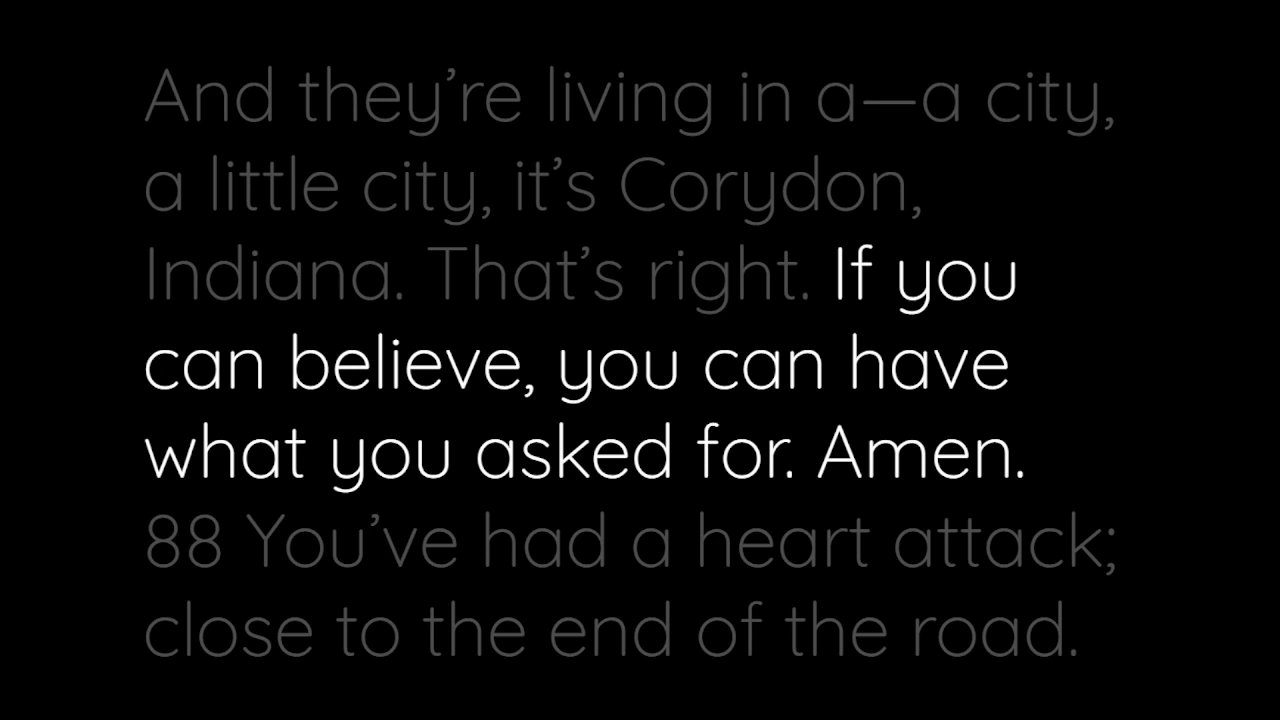 And they’re living in a—a city,
a little city, it’s Corydon,
Indiana. That’s right. If you
can believe, you can have
what you asked for. Amen.
88 You’ve had a heart attack;
close to the end of the road.